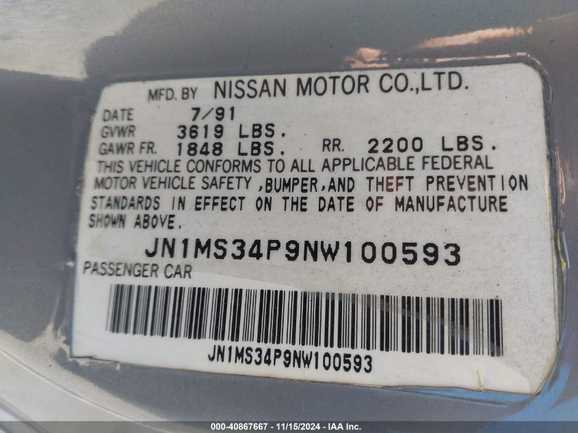 MFD. BY NISSAN MOTOR CO.,LTD.
DATE 7/91
GVWR 3619 LBS.
GAWR FR. 1848 LBS. RR. 2200 LBS.
THIS VEHICLE CONFORMS TO ALL APPLICABLE FEDERAL
MOTOR VEHICLE SAFETY ,BUMPER,AND THEFT PREVENTION
STANDARDS IN EFFECT ON THE DATE OF MANUFACTURE
SHOWN ABOVE.
JN1MS34P9NW100593
PASSENGER CAR
JN1MS34P9NW100593
000-40867667 - 11/15/2024 - IAA Inc.